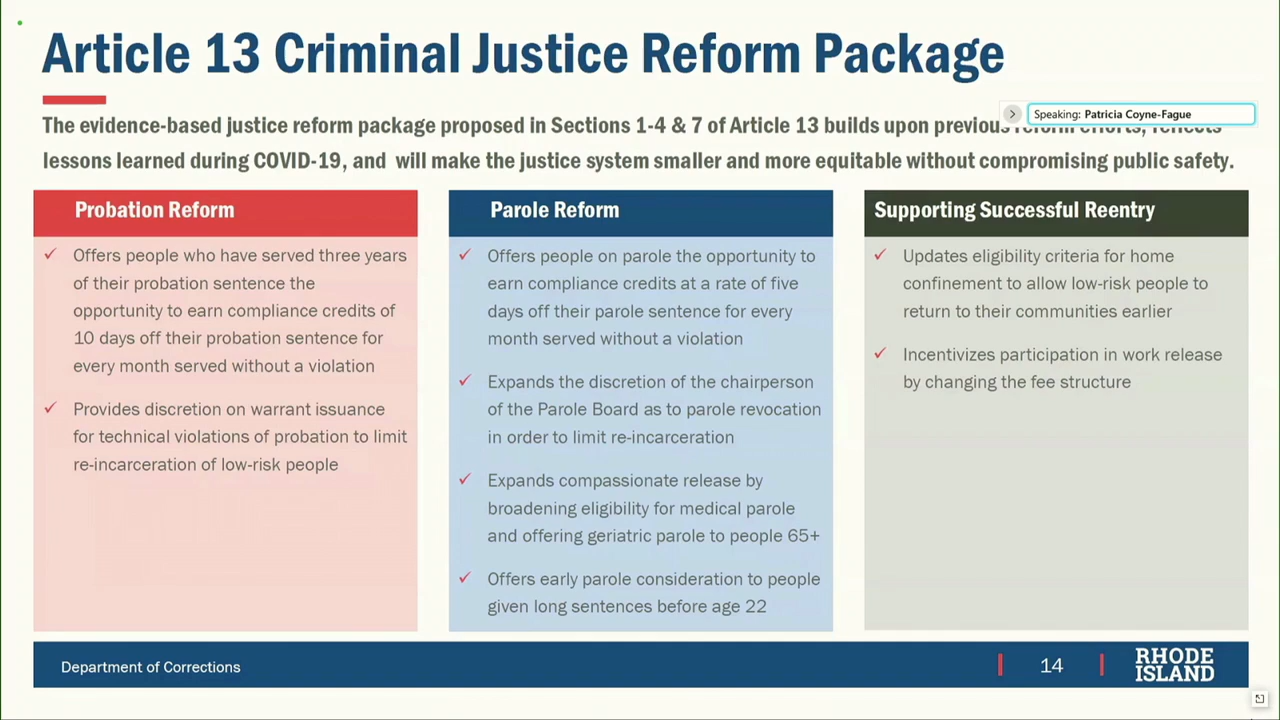 Article 13 Criminal Justice Reform Package
Speaking: Patricia Coyne-Fague
The evidence-based justice reform package proposed in Sections 1-4 & 7 of Article 13 builds upon previous reform efforts, reflects
lessons learned during COVID-19, and will make the justice system smaller and more equitable without compromising public safety.
Probation Reform
✓ Offers people who have served three years
of their probation sentence the
opportunity to earn compliance credits of
10 days off their probation sentence for
every month served without a violation
✓ Provides discretion on warrant issuance
for technical violations of probation to limit
re-incarceration of low-risk people
Parole Reform
✓ Offers people on parole the opportunity to
earn compliance credits at a rate of five
days off their parole sentence for every
month served without a violation
✓ Expands the discretion of the chairperson
of the Parole Board as to parole revocation
in order to limit re-incarceration
✓ Expands compassionate release by
broadening eligibility for medical parole
and offering geriatric parole to people 65+
✓ Offers early parole consideration to people
given long sentences before age 22
Supporting Successful Reentry
✓ Updates eligibility criteria for home
confinement to allow low-risk people to
return to their communities earlier
✓ Incentivizes participation in work release
by changing the fee structure
Department of Corrections
14
RHODE
ISLAND